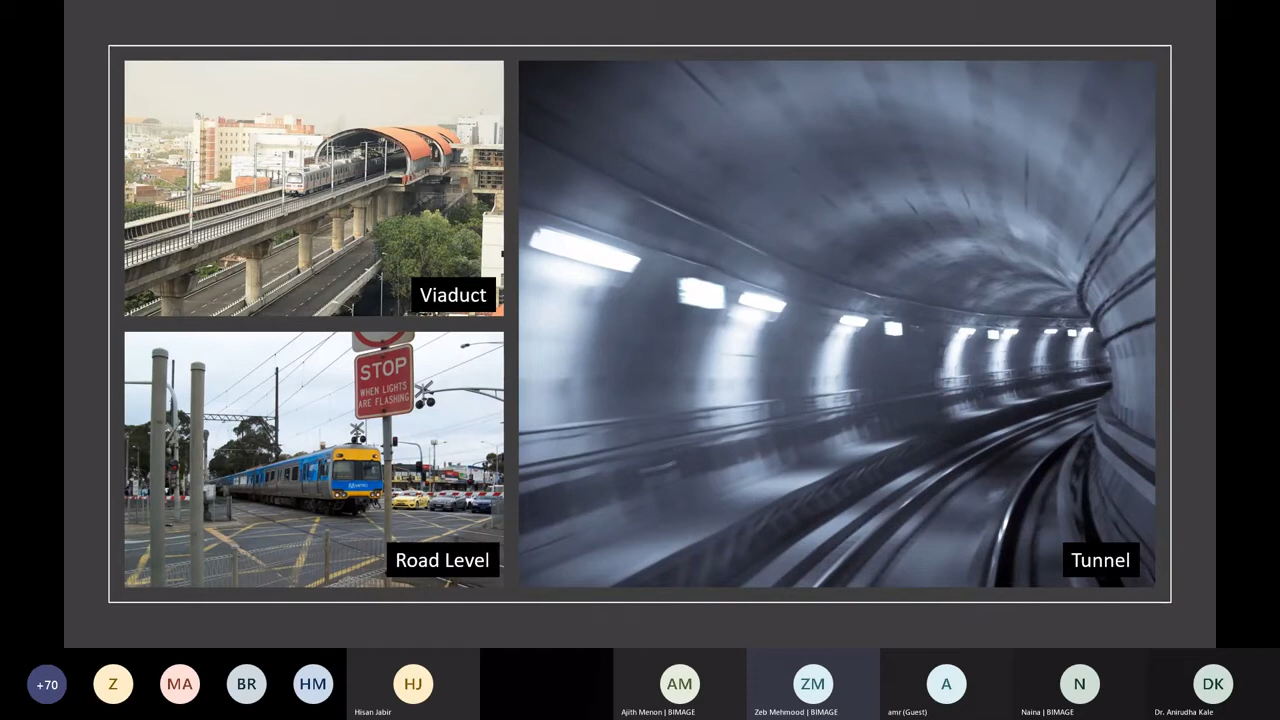 Viaduct
STOP
WHEN LIGHTS
ARE FLASHING
METRO
Road Level
Tunnel
+70
Z
MA
BR
HM
HJ
Hisan Jabir
AM
Ajith Menon | BIMAGE
ZM
Zeb Mehmood | BIMAGE
A
amr (Guest)
N
Naina | BIMAGE
DK
Dr. Anirudha Kale